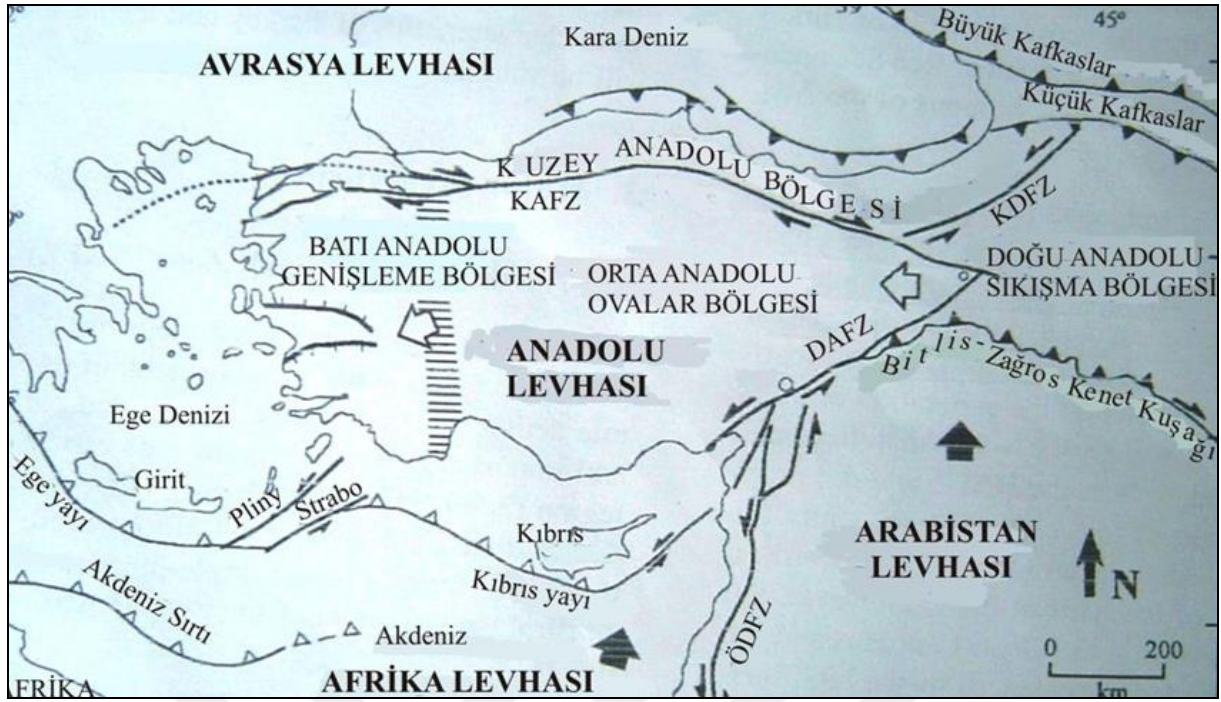 39
45°
Kara Deniz
Büyük Kafkaslar
AVRASYA LEVHASI
Küçük Kafkaslar
KUZEY ANADOLU BÖLGESİ
KAFZ
KDFZ
BATI ANADOLU
GENİŞLEME BÖLGESİ
ORTA ANADOLU
OVALAR BÖLGESİ
DOĞU ANADOLU
SIKIŞMA BÖLGESİ
DAFZ
ANADOLU
LEVHASI
Bitlis-Zağros Kenet Kuşağı
Ege Denizi
Girit
Ege yayı
Pliny
Strabo
Kıbrıs
ARABİSTAN
LEVHASI
Kıbrıs yayı
N
Akdeniz Sırtı
Akdeniz
ÖDFZ
0 200
km
FRİKA
AFRİKA LEVHASI